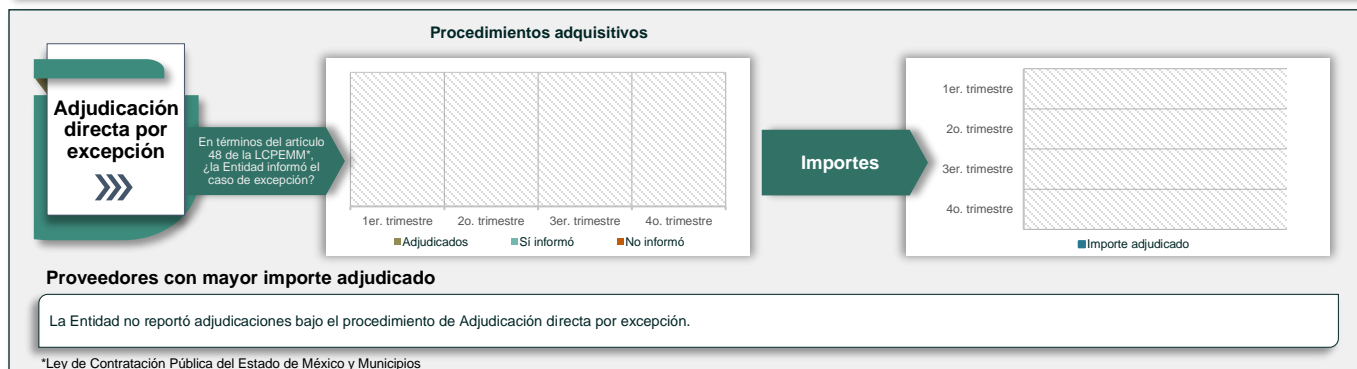 Procedimientos adquisitivos
Adjudicación
directa por
excepción
En términos del artículo
48 de la LCPEMM*,
¿la Entidad informó el
caso de excepción?
1er. trimestre
2o. trimestre
3er. trimestre
4o. trimestre
Adjudicados
Sí informó
No informó
Importes
1er. trimestre
2o. trimestre
3er. trimestre
4o. trimestre
Importe adjudicado
Proveedores con mayor importe adjudicado
La Entidad no reportó adjudicaciones bajo el procedimiento de Adjudicación directa por excepción.
*Ley de Contratación Pública del Estado de México y Municipios